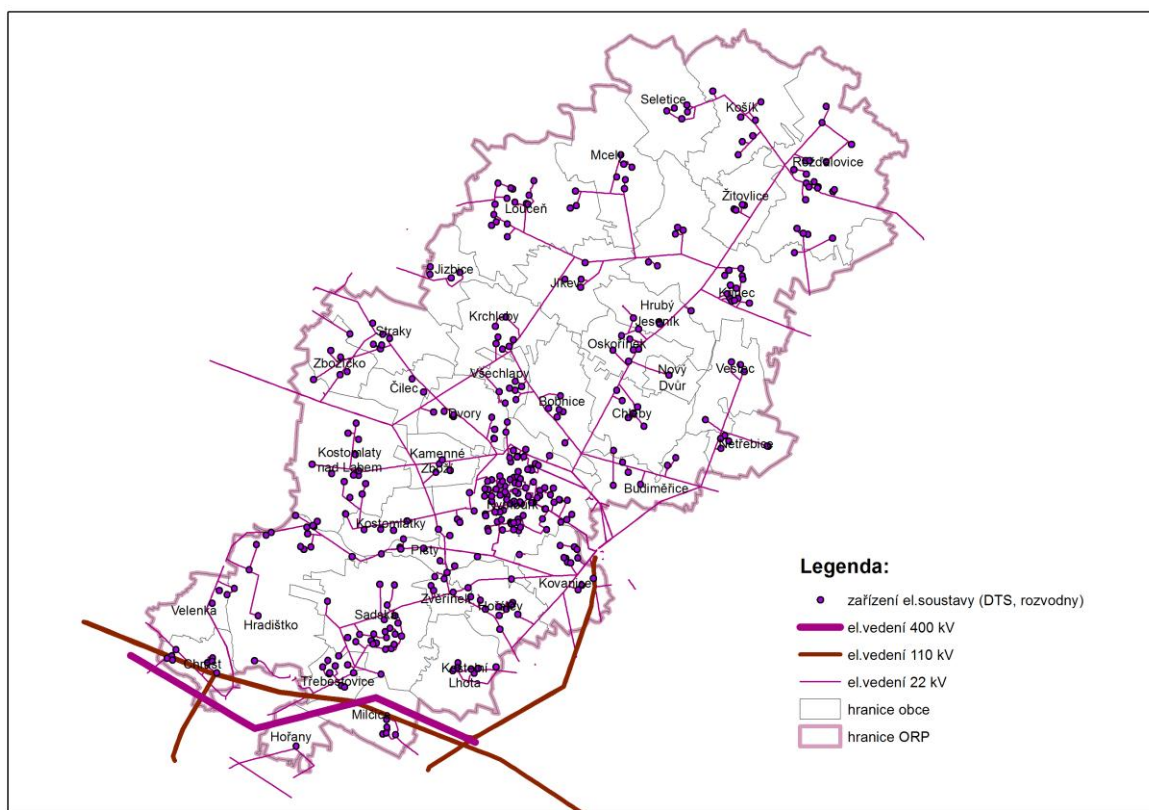 Seletice
Košík
Mcely
Rožďalovice
Žitovlice
Loučeň
Jizbice
Jíkev
Křinec
Hrubý
Jeseník
Krchleby
Straky
Oskořínek
Zbožíčko
Všechlapy
Nový
Dvůr
Vestec
Čilec
Bobnice
Dvory
Chleby
Netřebice
Kostomlaty
nad Labem
Kamenné
Zboží
Budiměřice
Nymburk
Kostomlátky
Písty
Legenda:
Kovanice
Zvěřínek
Hořátev
zařízení el.soustavy (DTS, rozvodny)
Velenka
Hradištko
Sadská
el.vedení 400 kV
el.vedení 110 kV
Chrást
Kostelní
Lhota
Třebestovice
el.vedení 22 kV
Milčice
hranice obce
Hořany
hranice ORP